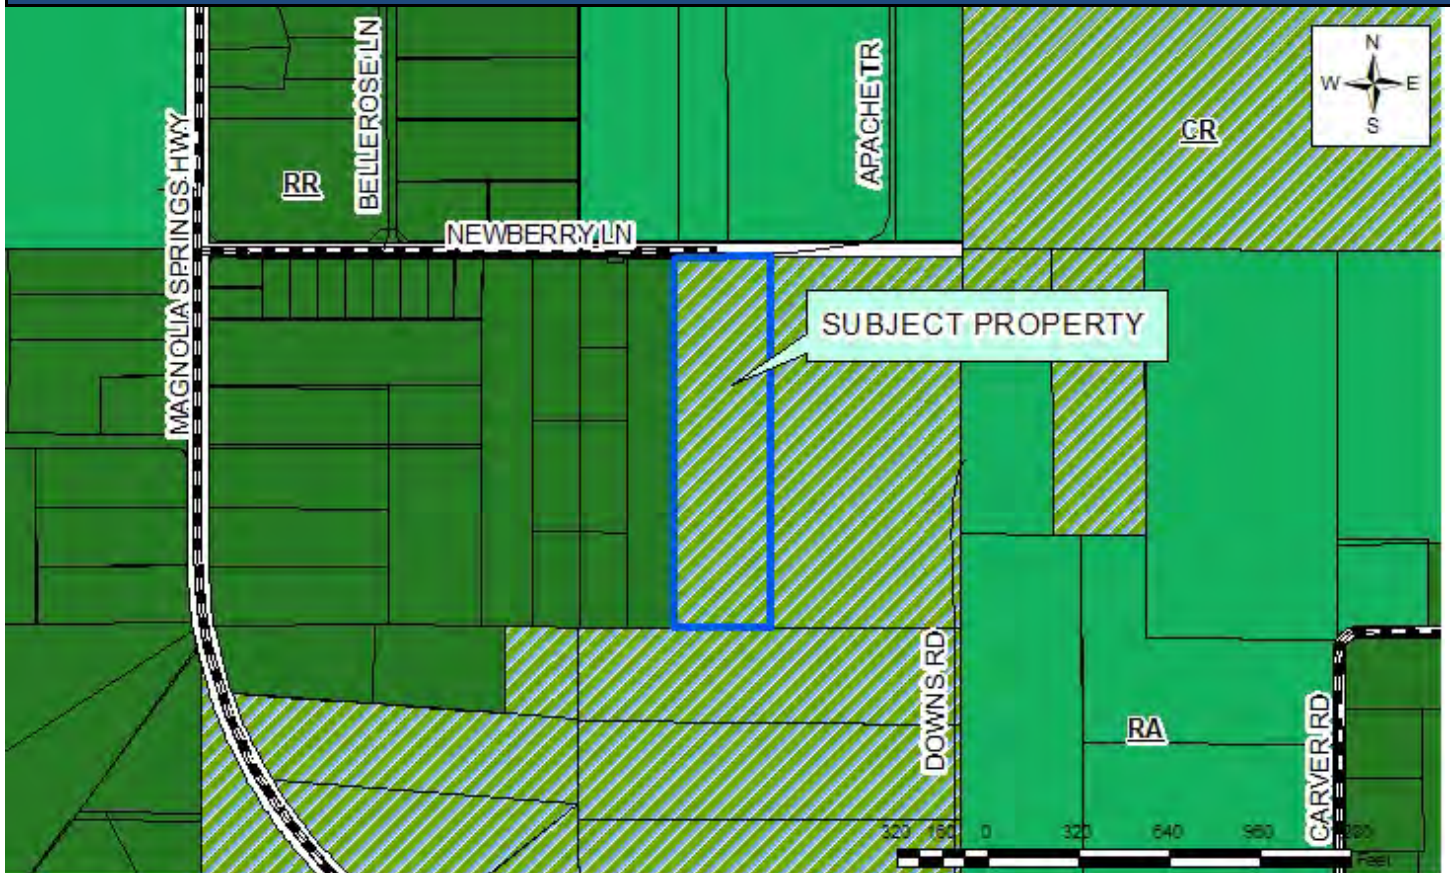 N
W E
S
BELLEROSE LN
APACHE TR
CR
MAGNOLIA SPRINGS HWY
RR
NEWBERRY LN
SUBJECT PROPERTY
DOWNS RD
RA
CARVER RD
320 160 0 320 640 960 280
Feet